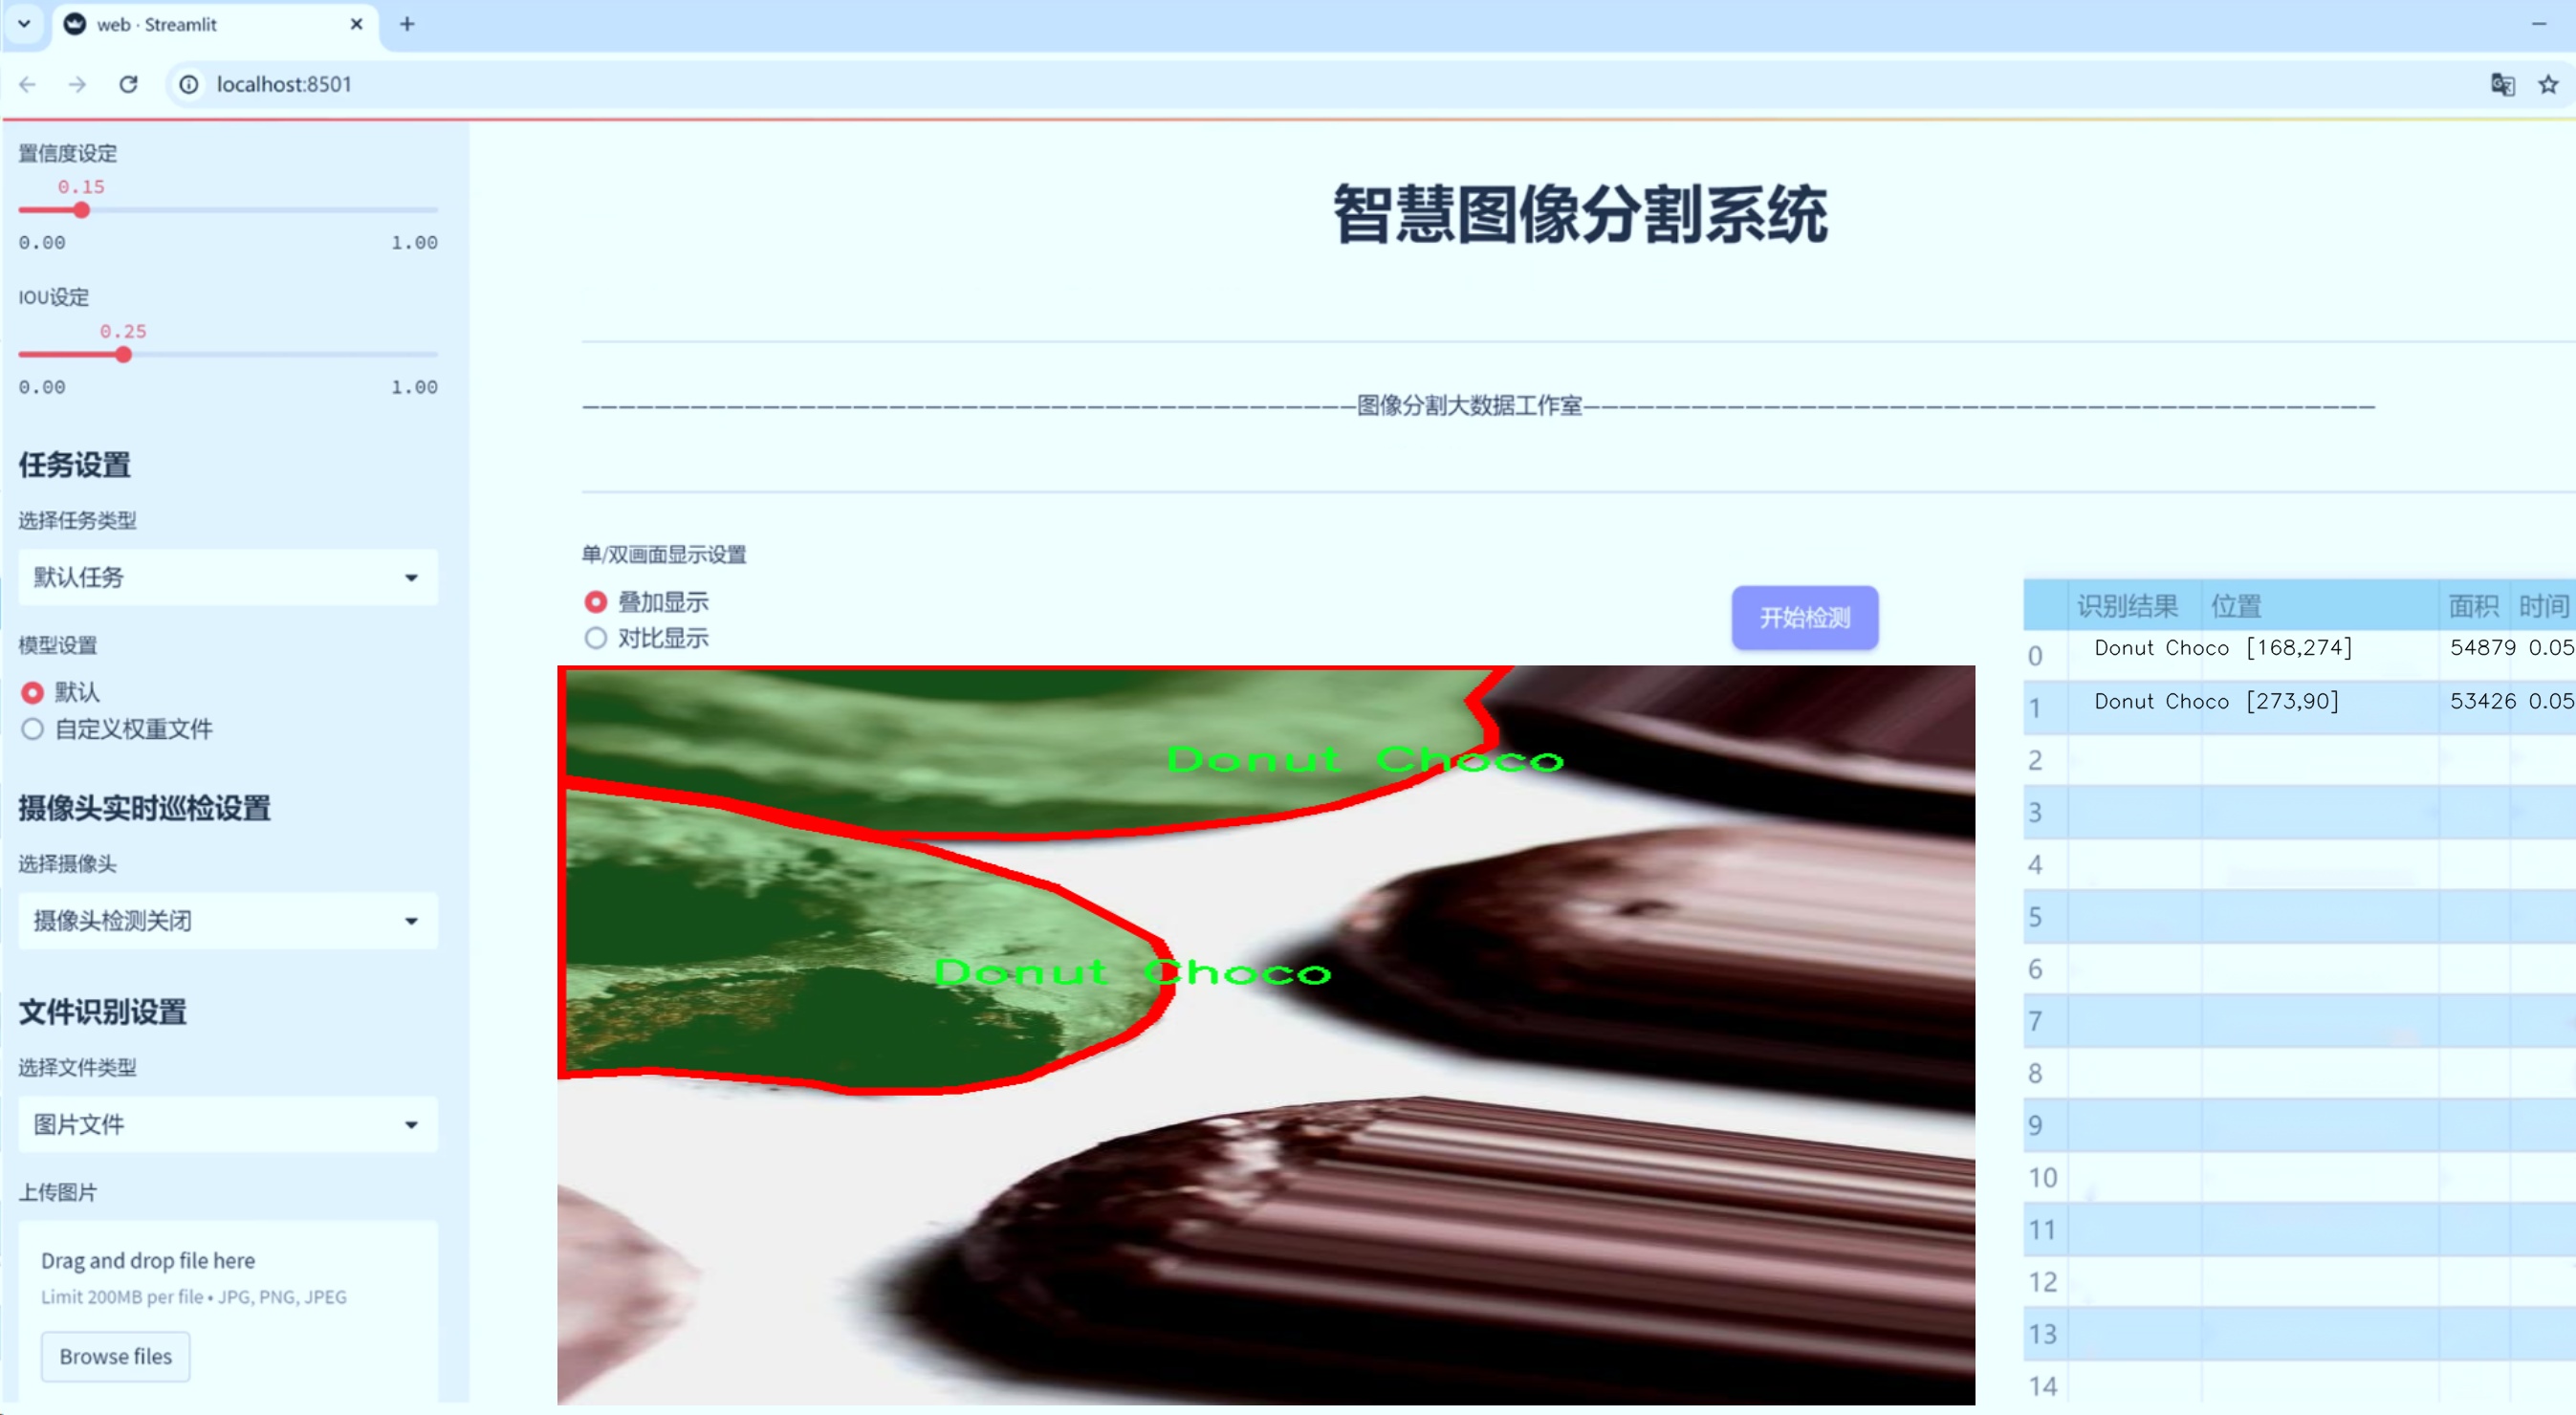 web · Streamlit
localhost:8501
置信度设定
0.15
0.00 1.00
IOU设定
0.25
0.00 1.00
任务设置
选择任务类型
默认任务
模型设置
默认
自定义权重文件
摄像头实时巡检设置
选择摄像头
摄像头检测关闭
文件识别设置
选择文件类型
图片文件
上传图片
Drag and drop file here
Limit 200MB per file • JPG, PNG, JPEG
Browse files
智慧图像分割系统
图像分割大数据工作室
单/双画面显示设置
叠加显示
对比显示
开始检测
Donut Choco
Donut Choco
识别结果 位置 面积 时间
0 Donut Choco [168,274] 54879 0.05
1 Donut Choco [273,90] 53426 0.05
2
3
4
5
6
7
8
9
10
11
12
13
14